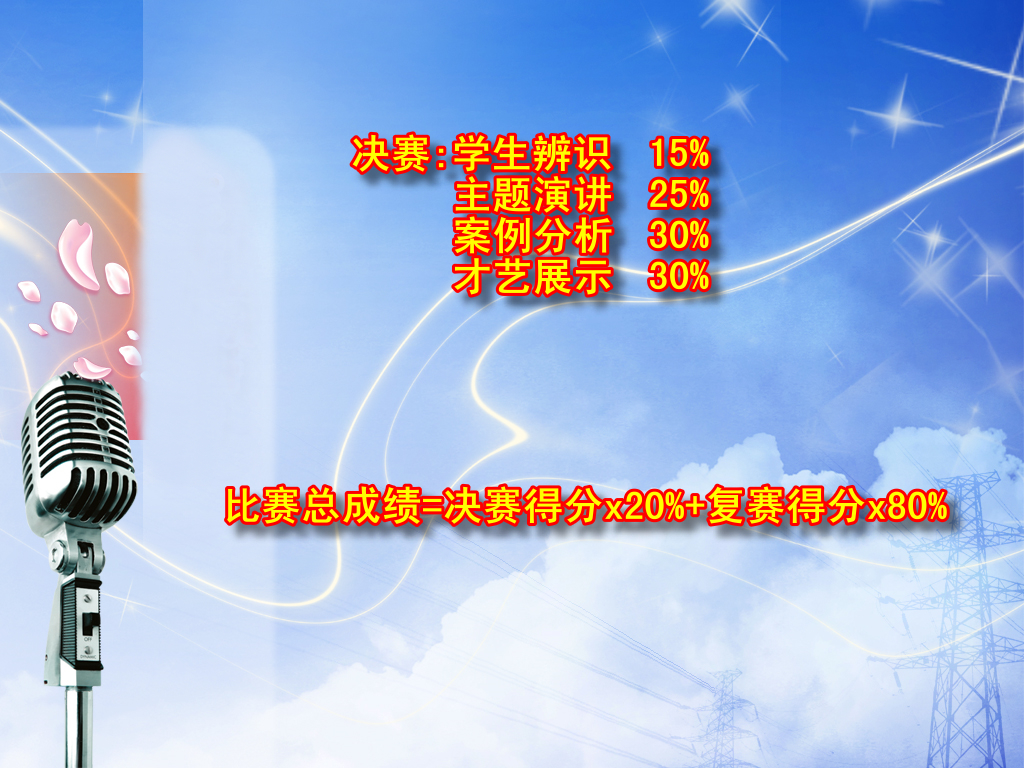 决赛:学生辨识 15%
主题演讲 25%
案例分析 30%
才艺展示 30%
比赛总成绩=决赛得分x20%+复赛得分x80%
OFF